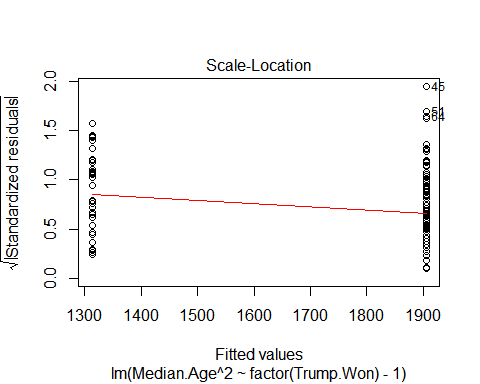 Scale-Location
√|Standardized residuals|
2.0
1.5
1.0
0.5
0.0
45
51
64
1300 1400 1500 1600 1700 1800 1900
Fitted values
lm(Median.Age^2 ~ factor(Trump.Won) - 1)